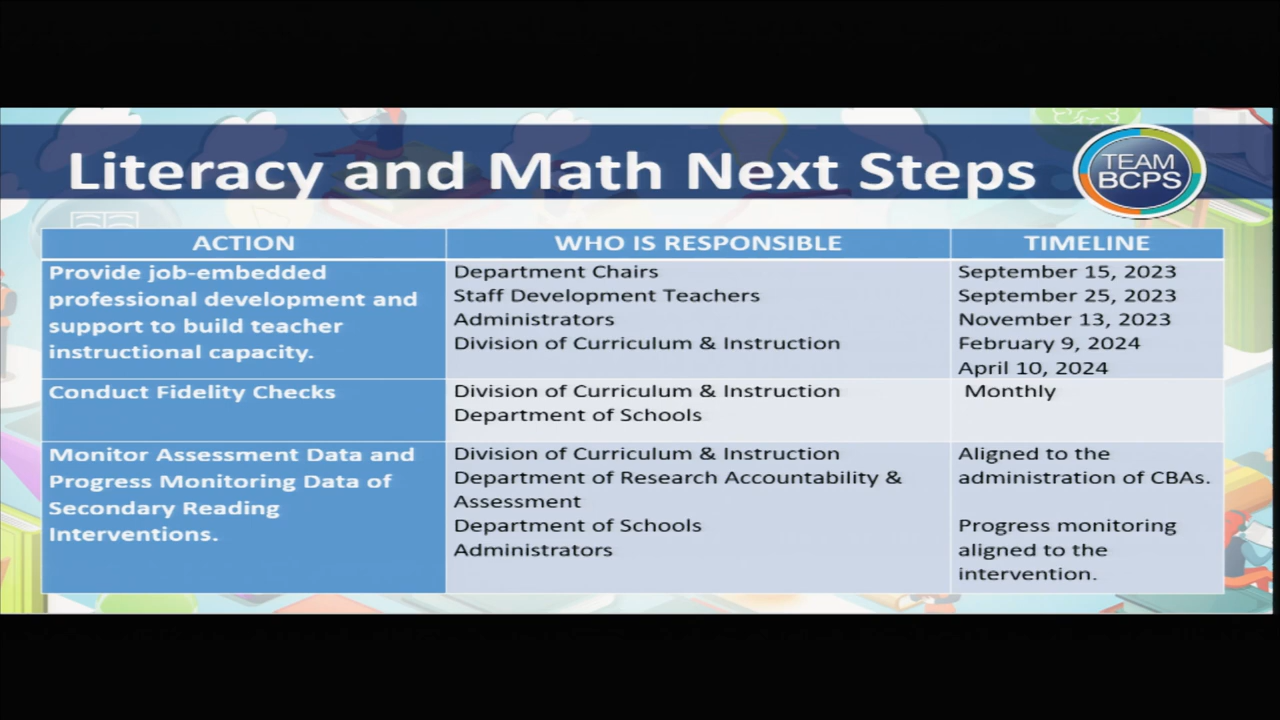 Literacy and Math Next Steps
TEAM
BCPS
ACTION
WHO IS RESPONSIBLE
TIMELINE
Provide job-embedded
professional development and
support to build teacher
instructional capacity.
Department Chairs
Staff Development Teachers
Administrators
Division of Curriculum & Instruction
September 15, 2023
September 25, 2023
November 13, 2023
February 9, 2024
April 10, 2024
Conduct Fidelity Checks
Division of Curriculum & Instruction
Department of Schools
Monthly
Monitor Assessment Data and
Progress Monitoring Data of
Secondary Reading
Interventions.
Division of Curriculum & Instruction
Department of Research Accountability &
Assessment
Department of Schools
Administrators
Aligned to the
administration of CBAs.
Progress monitoring
aligned to the
intervention.